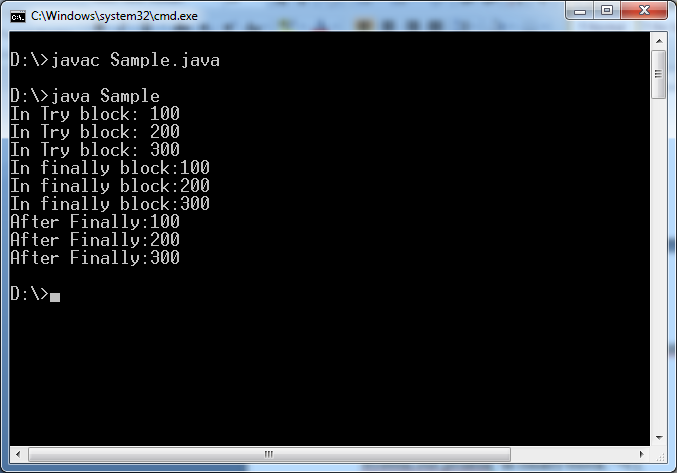 C:\Windows\system32\cmd.exe
D:\>javac Sample.java
D:\>java Sample
In Try block: 100
In Try block: 200
In Try block: 300
In finally block:100
In finally block:200
In finally block:300
After Finally:100
After Finally:200
After Finally:300
D:\>